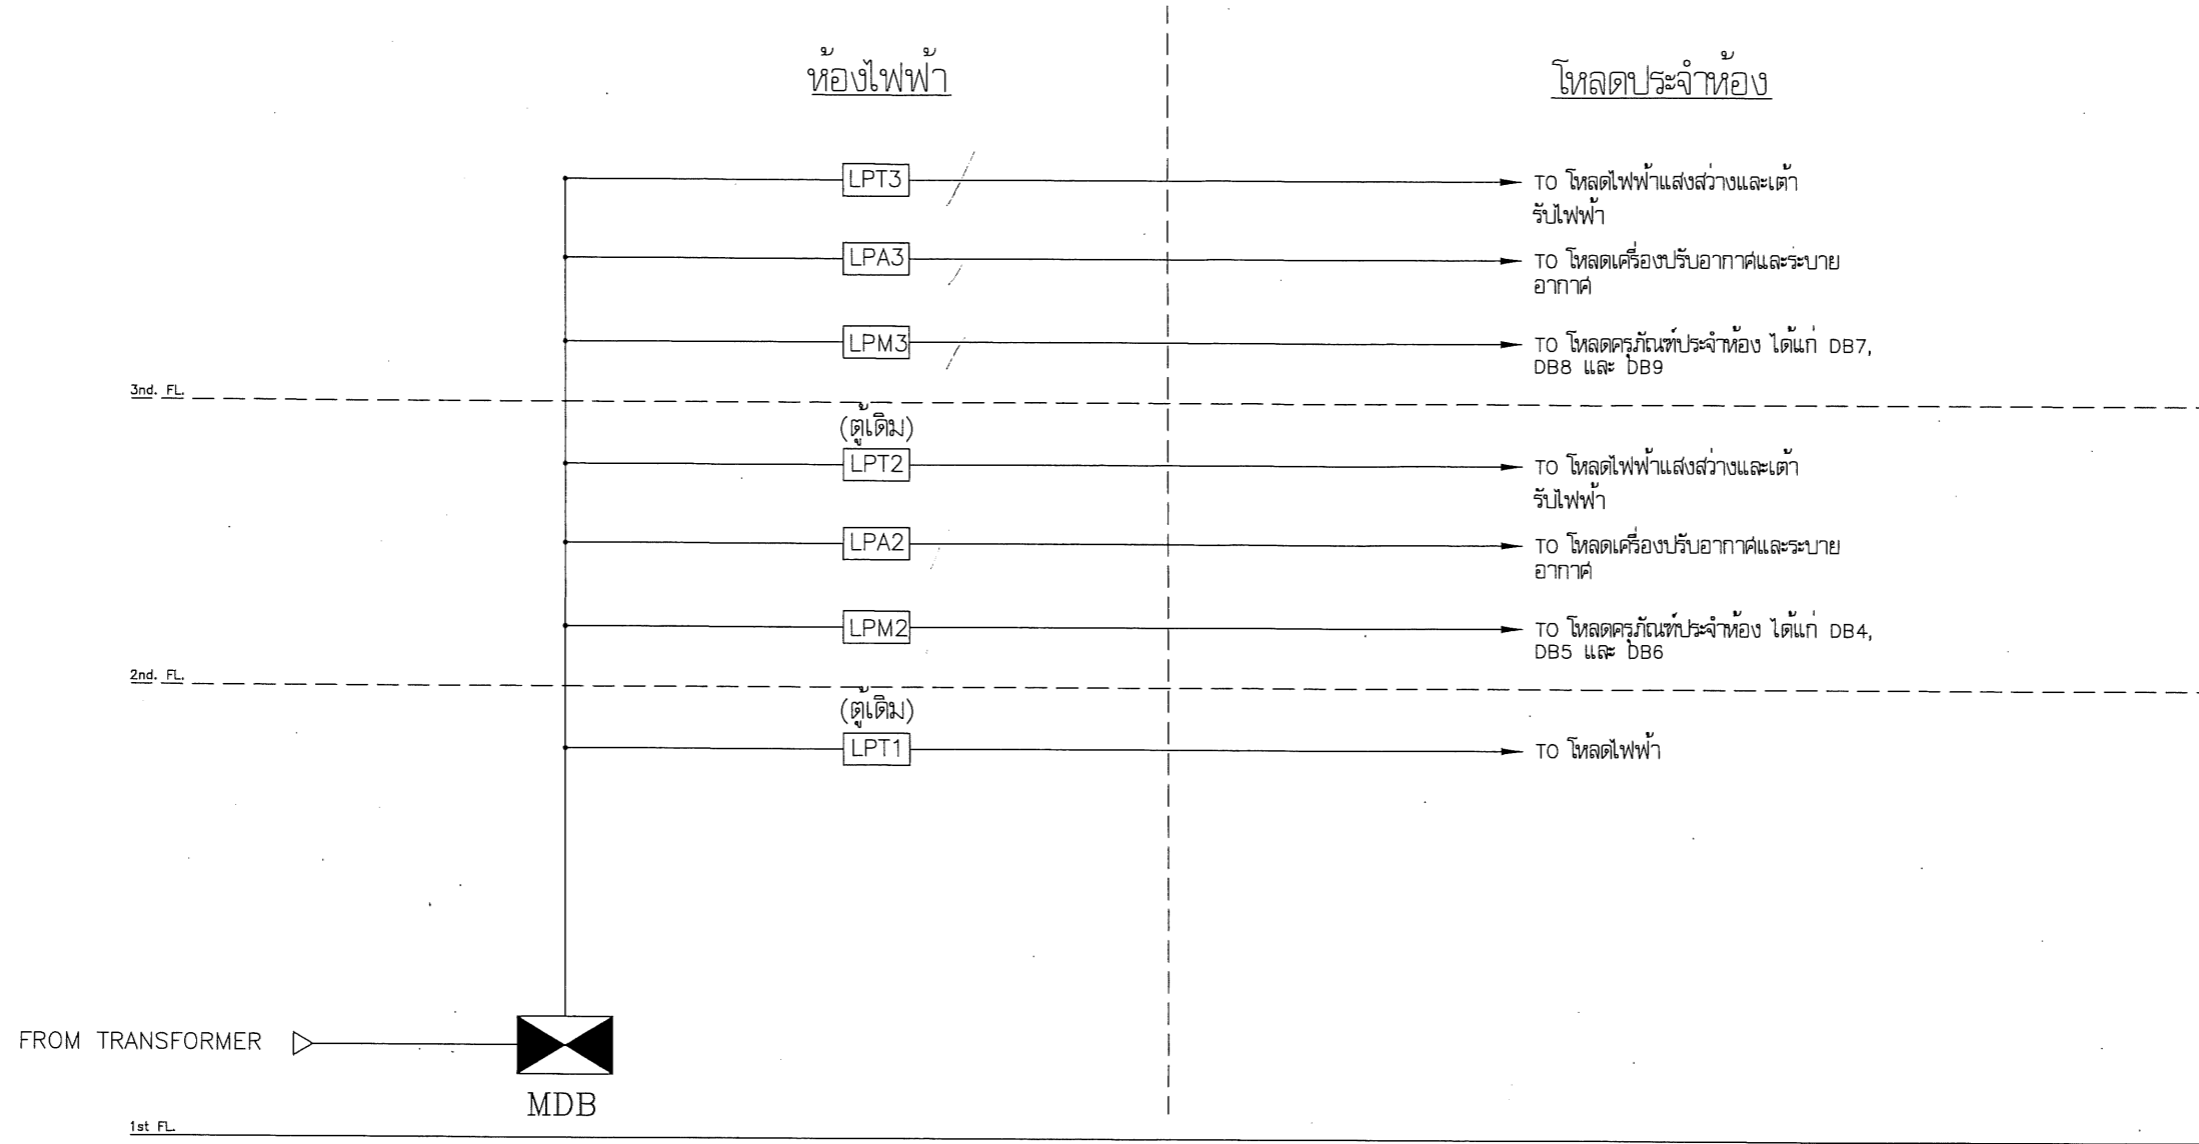 ห้องไฟฟ้า
โหลดประจำห้อง
LPT3
TO โหลดไฟฟ้าแสงสว่างและเต้า
รับไฟฟ้า
LPA3
TO โหลดเครื่องปรับอากาศและระบาย
อากาศ
LPM3
TO โหลดครุภัณฑ์ประจำห้อง ได้แก่ DB7,
DB8 และ DB9
3nd. FL.
(ตู้เดิม)
LPT2
TO โหลดไฟฟ้าแสงสว่างและเต้า
รับไฟฟ้า
LPA2
TO โหลดเครื่องปรับอากาศและระบาย
อากาศ
LPM2
TO โหลดครุภัณฑ์ประจำห้อง ได้แก่ DB4,
DB5 และ DB6
2nd. FL.
(ตู้เดิม)
LPT1
TO โหลดไฟฟ้า
FROM TRANSFORMER
MDB
1st FL.